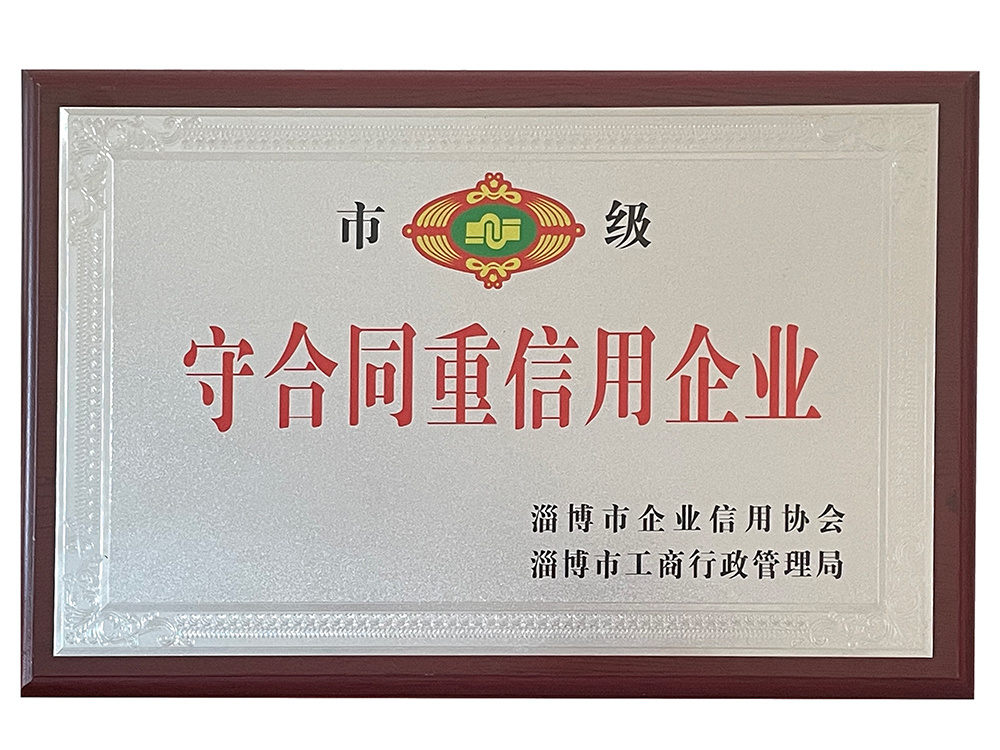 市 级
守合同重信用企业
淄博市企业信用协会
淄博市工商行政管理局